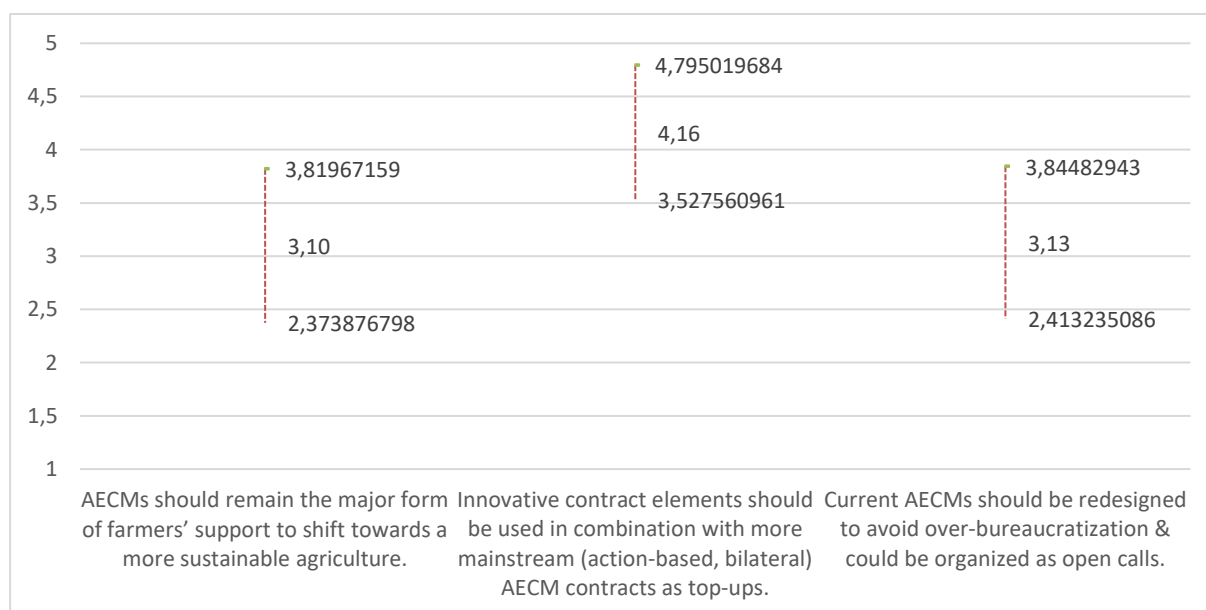 5
4,5
4
3,5
3
2,5
2
1,5
1
3,81967159
3,10
2,373876798
4,795019684
4,16
3,527560961
3,84482943
3,13
2,413235086
AECMs should remain the major form
of farmers’ support to shift towards a
more sustainable agriculture.
Innovative contract elements should
be used in combination with more
mainstream (action-based, bilateral)
AECM contracts as top-ups.
Current AECMs should be redesigned
to avoid over-bureaucratization &
could be organized as open calls.